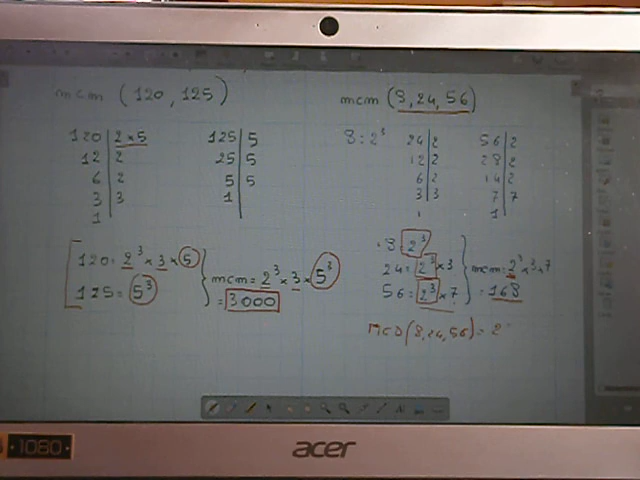 mcm (120, 125)
120 | 2×5
12 | 2
6 | 2
3 | 3
1
125 | 5
25 | 5
5 | 5
1
120 = 2³ × 3 × 5
125 = 5³
mcm = 2³ × 3 × 5³
= 3000
mcm (8, 24, 56)
8 = 2³
24 | 2
12 | 2
6 | 2
3 | 3
1
56 | 2
28 | 2
14 | 2
7 | 7
1
8 = 2³
24 = 2³ × 3
56 = 2³ × 7
mcm = 2³ × 3 × 7
= 168
MCD (8, 24, 56) = 2³
1080
acer